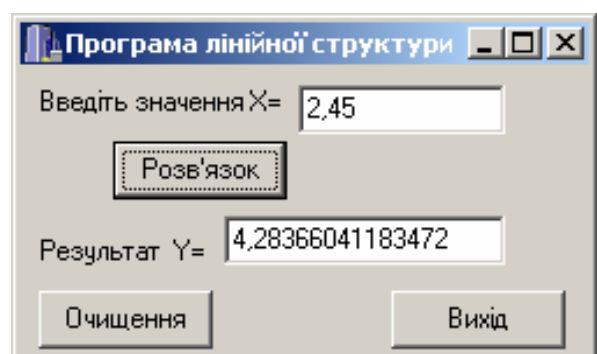 Програма лінійної структури
Введіть значення X= 2,45
Розв'язок
Результат Y= 4,28366041183472
Очищення Вихід